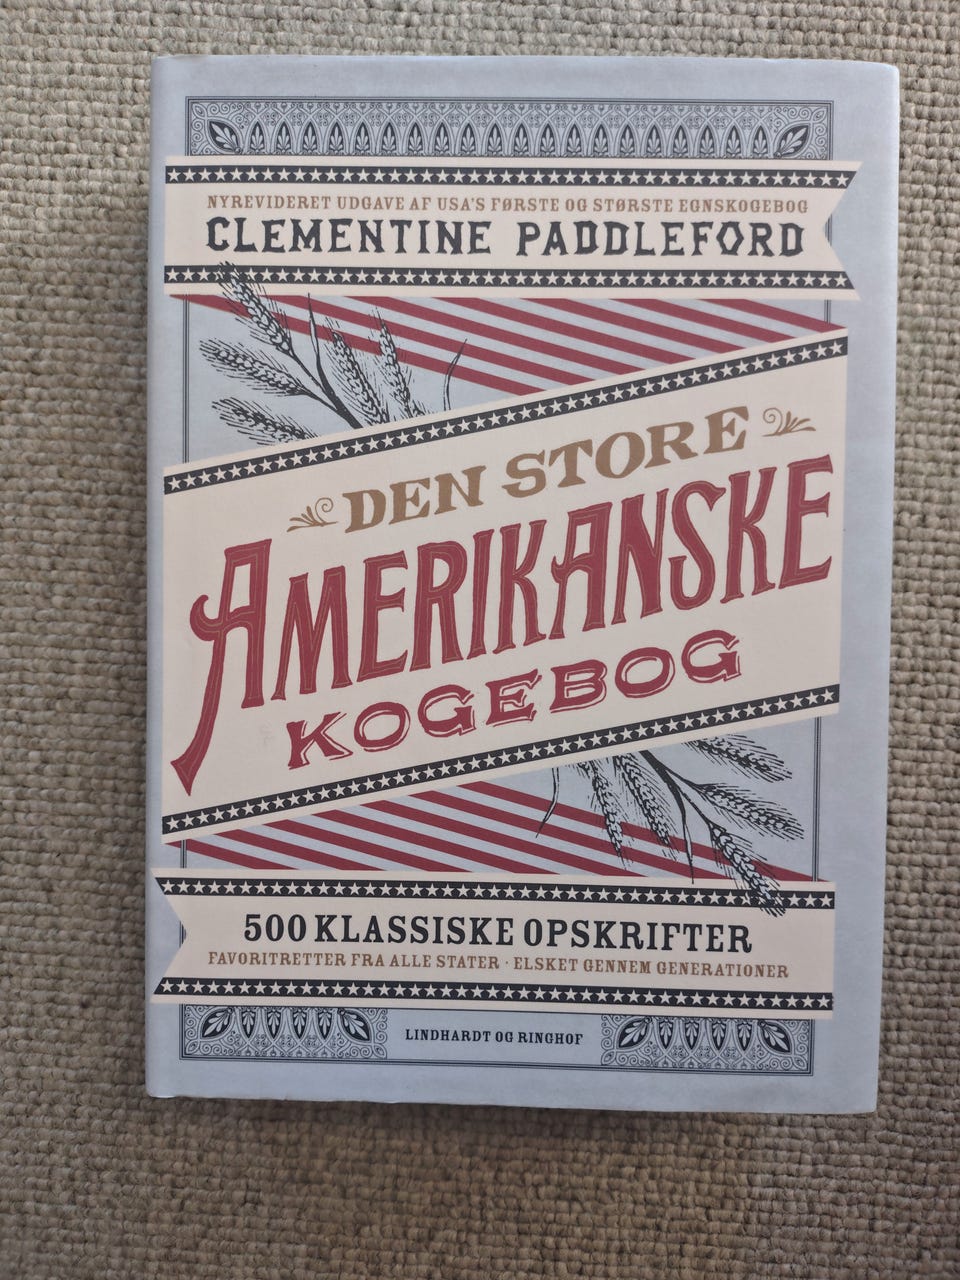 NYREVIDERET UDGAVE AF USA'S FØRSTE OG STØRSTE EGNSKOGEBOG
CLEMENTINE PADDLEFORD
DEN STORE
AMERIKANSKE
KOGEBOG
500 KLASSISKE OPSKRIFTER
FAVORITRETTER FRA ALLE STATER · ELSKET GENNEM GENERATIONER
LINDHARDT OG RINGHOF